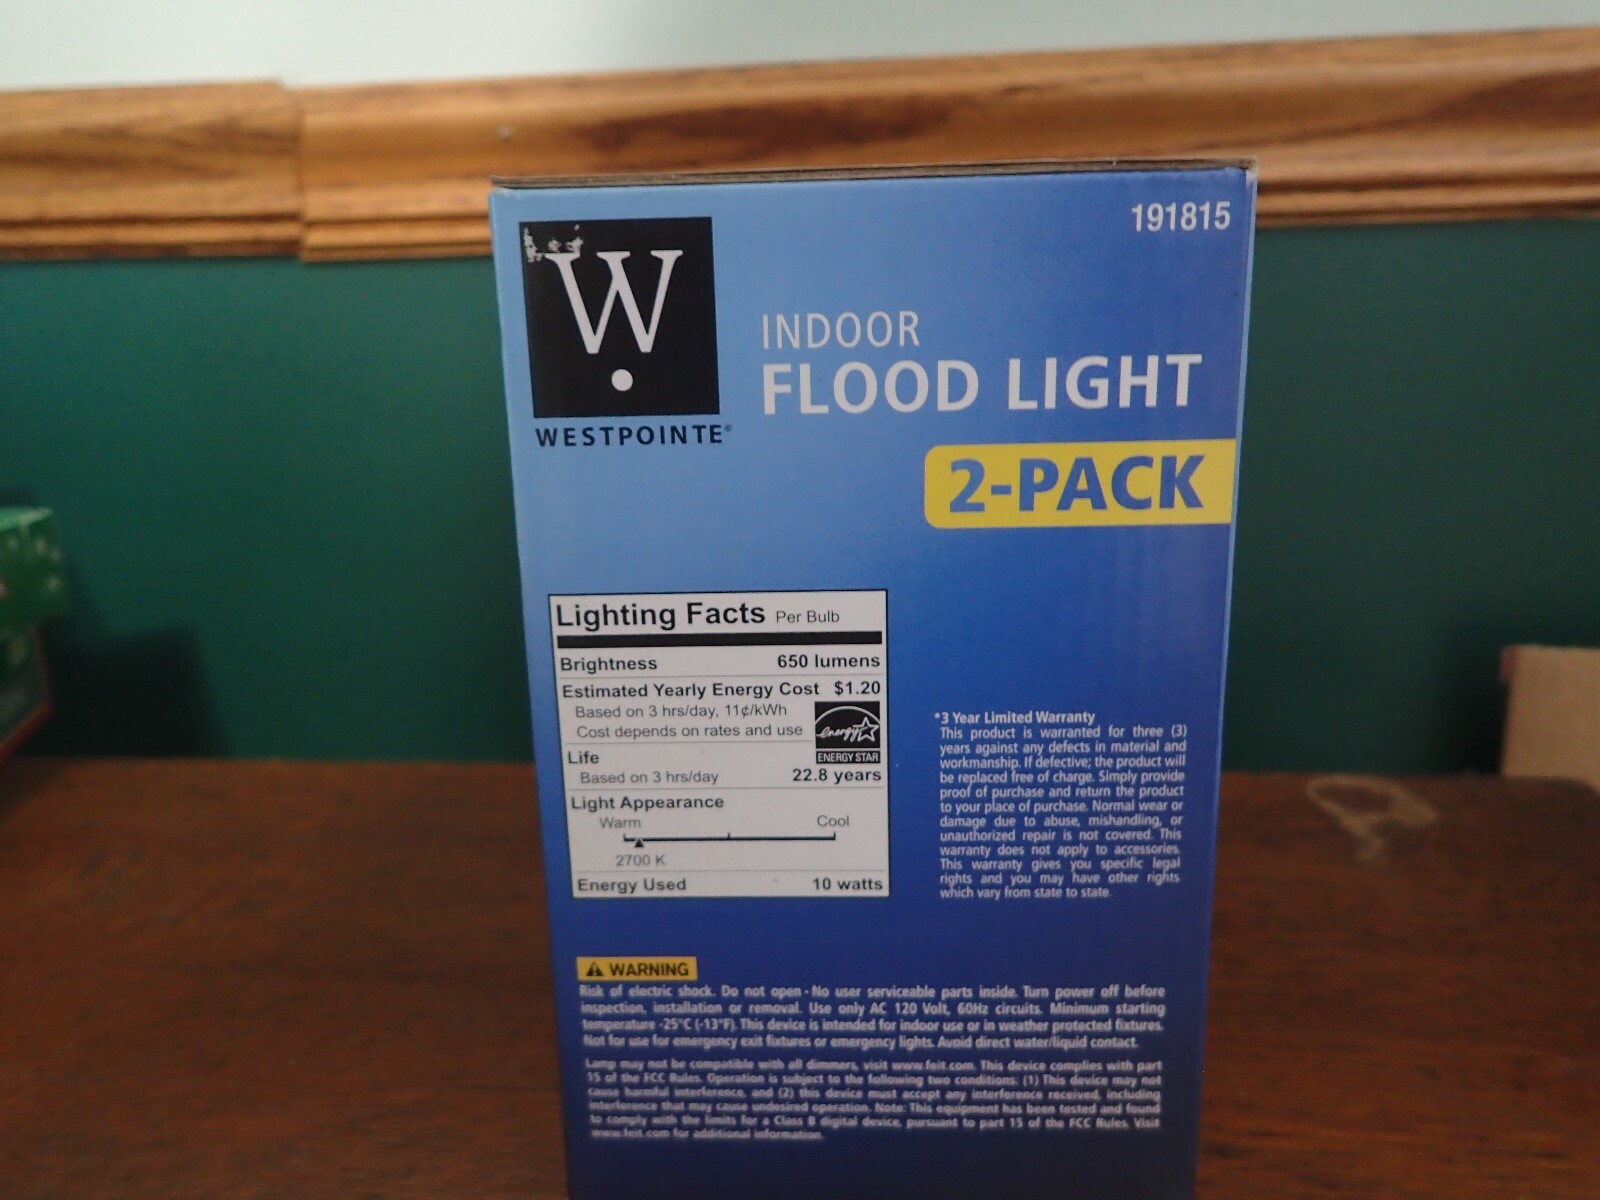 191815
W
WESTPOINTE®
INDOOR
FLOOD LIGHT
2-PACK
Lighting Facts Per Bulb
Brightness 650 lumens
Estimated Yearly Energy Cost $1.20
Based on 3 hrs/day, 11¢/kWh
Cost depends on rates and use
energy
ENERGY STAR
Life
Based on 3 hrs/day 22.8 years
Light Appearance
Warm Cool
2700 K
Energy Used 10 watts
*3 Year Limited Warranty
This product is warranted for three (3)
years against any defects in material and
workmanship. If defective; the product will
be replaced free of charge. Simply provide
proof of purchase and return the product
to your place of purchase. Normal wear or
damage due to abuse, mishandling, or
unauthorized repair is not covered. This
warranty does not apply to accessories.
This warranty gives you specific legal
rights and you may have other rights
which vary from state to state.
WARNING
Risk of electric shock. Do not open - No user serviceable parts inside. Turn power off before
inspection, installation or removal. Use only AC 120 Volt, 60Hz circuits. Minimum starting
temperature -25°C (-13°F). This device is intended for indoor use or in weather protected fixtures.
Not for use for emergency exit fixtures or emergency lights. Avoid direct water/liquid contact.
Lamp may not be compatible with all dimmers, visit www.feit.com. This device complies with part
15 of the FCC Rules. Operation is subject to the following two conditions: (1) This device may not
cause harmful interference, and (2) this device must accept any interference received, including
interference that may cause undesired operation. Note: This equipment has been tested and found
to comply with the limits for a Class B digital device, pursuant to part 15 of the FCC Rules. Visit
www.feit.com for additional information.